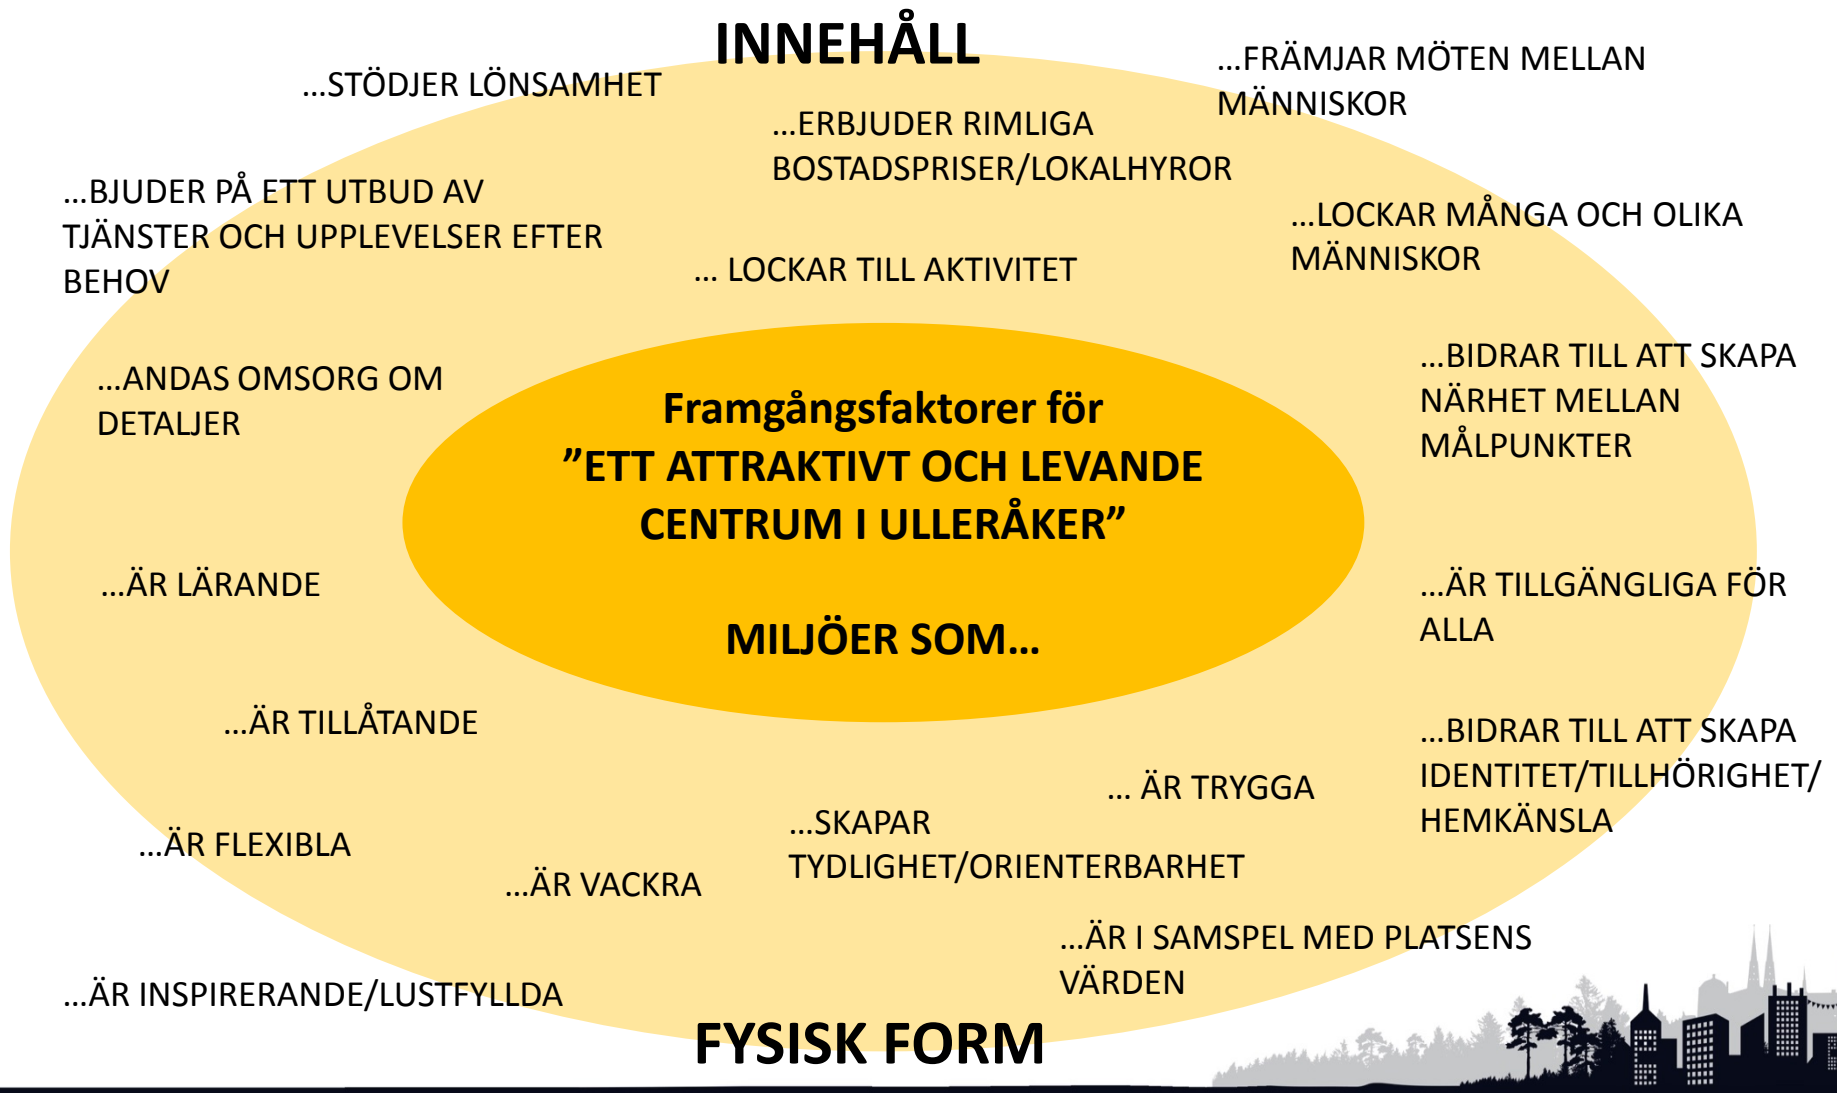 INNEHÅLL
…STÖDJER LÖNSAMHET
…FRÄMJAR MÖTEN MELLAN
MÄNNISKOR
…ERBJUDER RIMLIGA
BOSTADSPRISER/LOKALHYROR
…BJUDER PÅ ETT UTBUD AV
TJÄNSTER OCH UPPLEVELSER EFTER
BEHOV
…LOCKAR MÅNGA OCH OLIKA
MÄNNISKOR
… LOCKAR TILL AKTIVITET
…ANDAS OMSORG OM
DETALJER
…BIDRAR TILL ATT SKAPA
NÄRHET MELLAN
MÅLPUNKTER
Framgångsfaktorer för
”ETT ATTRAKTIVT OCH LEVANDE
CENTRUM I ULLERÅKER”
MILJÖER SOM…
…ÄR LÄRANDE
…ÄR TILLGÄNGLIGA FÖR
ALLA
…ÄR TILLÅTANDE
…BIDRAR TILL ATT SKAPA
IDENTITET/TILLHÖRIGHET/
HEMKÄNSLA
… ÄR TRYGGA
…SKAPAR
TYDLIGHET/ORIENTERBARHET
…ÄR FLEXIBLA
…ÄR VACKRA
…ÄR I SAMSPEL MED PLATSENS
VÄRDEN
…ÄR INSPIRERANDE/LUSTFYLLDA
FYSISK FORM